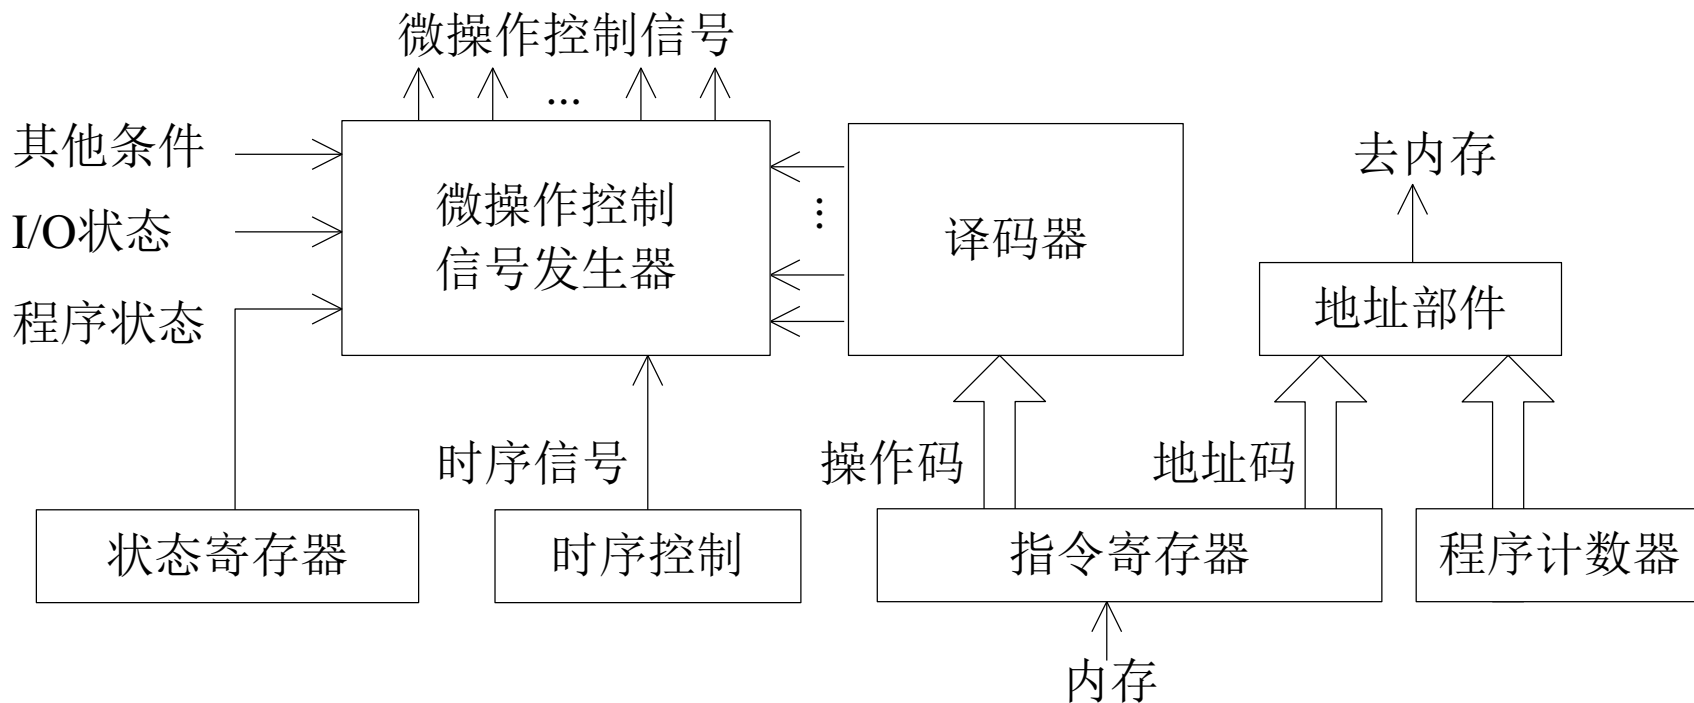 微操作控制信号
...
其他条件
去内存
微操作控制
信号发生器
...
I/O状态
译码器
程序状态
地址部件
时序信号
操作码
地址码
状态寄存器
时序控制
指令寄存器
程序计数器
内存